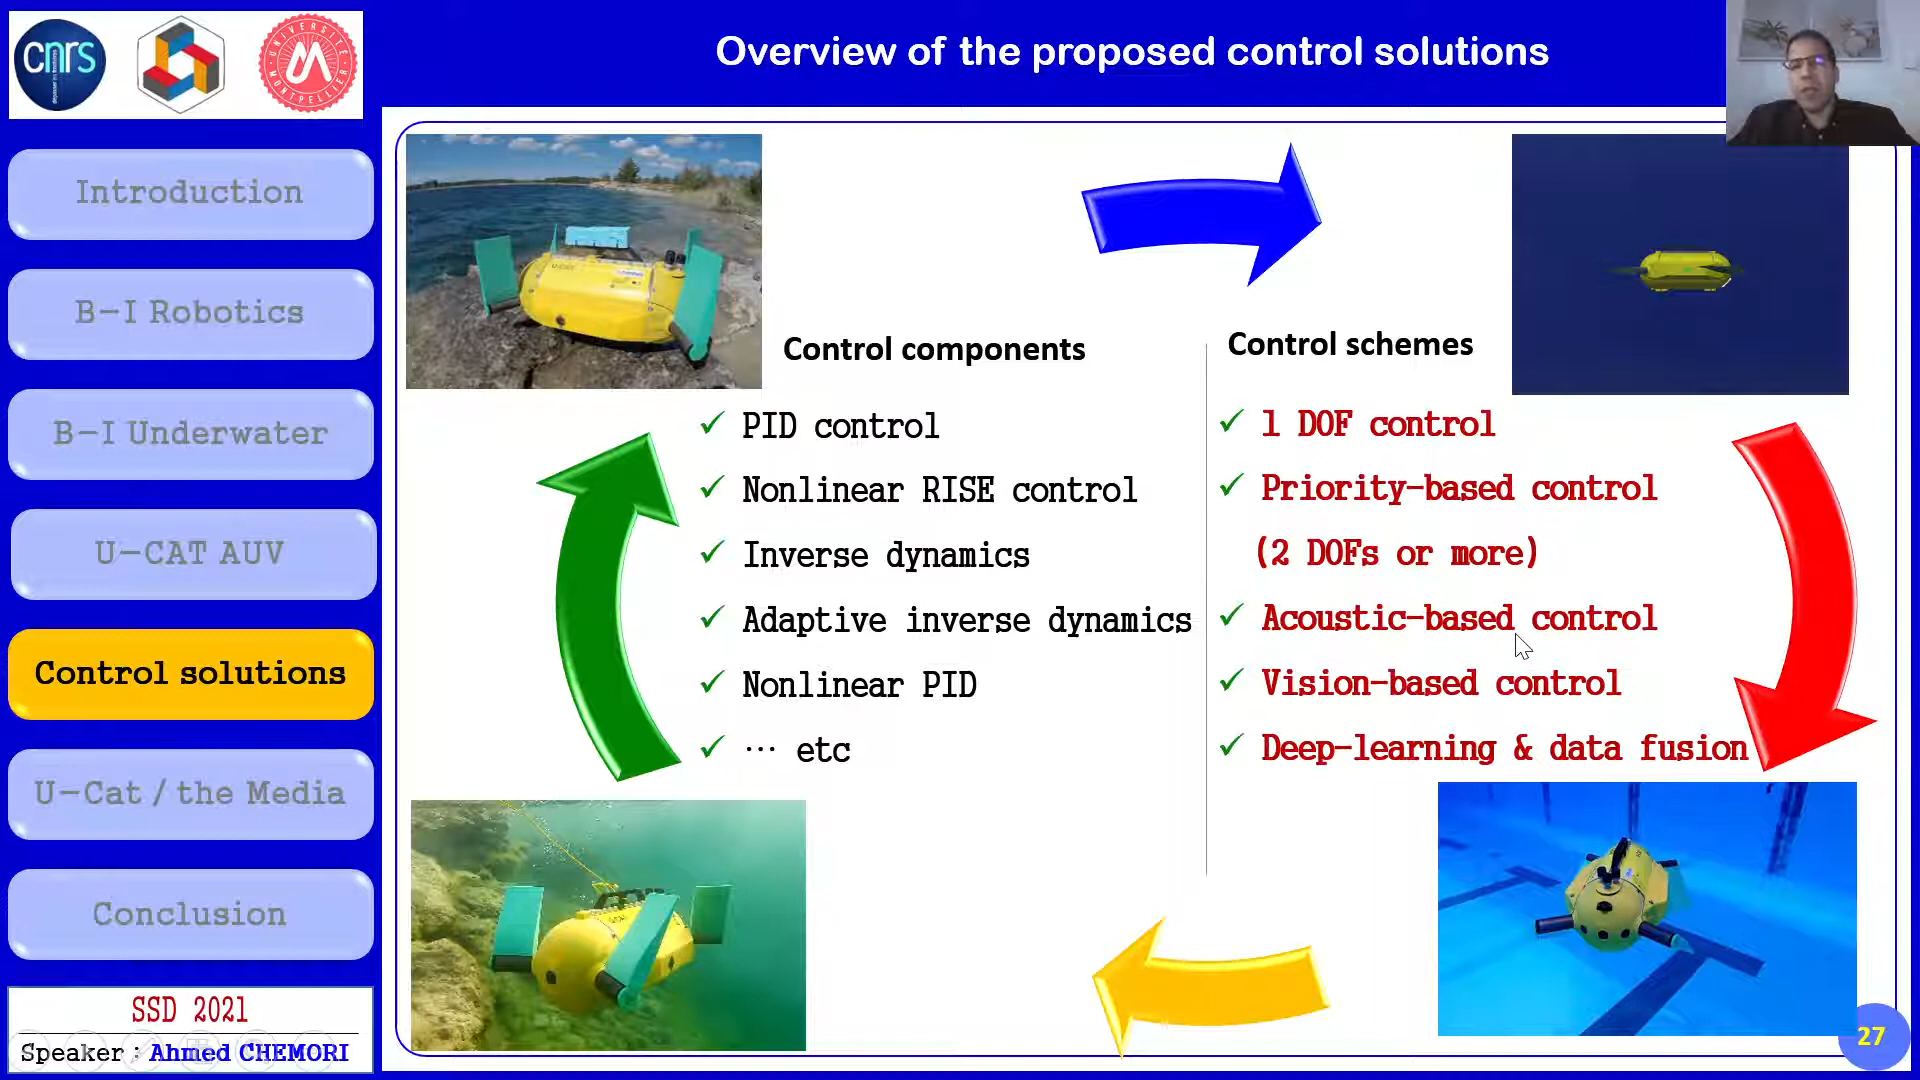 cnrs
UNIVERSITÉ
MONTPELLIER
Overview of the proposed control solutions
Introduction
B-I Robotics
B-I Underwater
U-CAT AUV
Control solutions
U-Cat / the Media
Conclusion
SSD 2021
Speaker : Ahmed CHEMORI
Control components
✓ PID control
✓ Nonlinear RISE control
✓ Inverse dynamics
✓ Adaptive inverse dynamics
✓ Nonlinear PID
✓ ... etc
Control schemes
✓ 1 DOF control
✓ Priority-based control
(2 DOFs or more)
✓ Acoustic-based control
✓ Vision-based control
✓ Deep-learning & data fusion
27